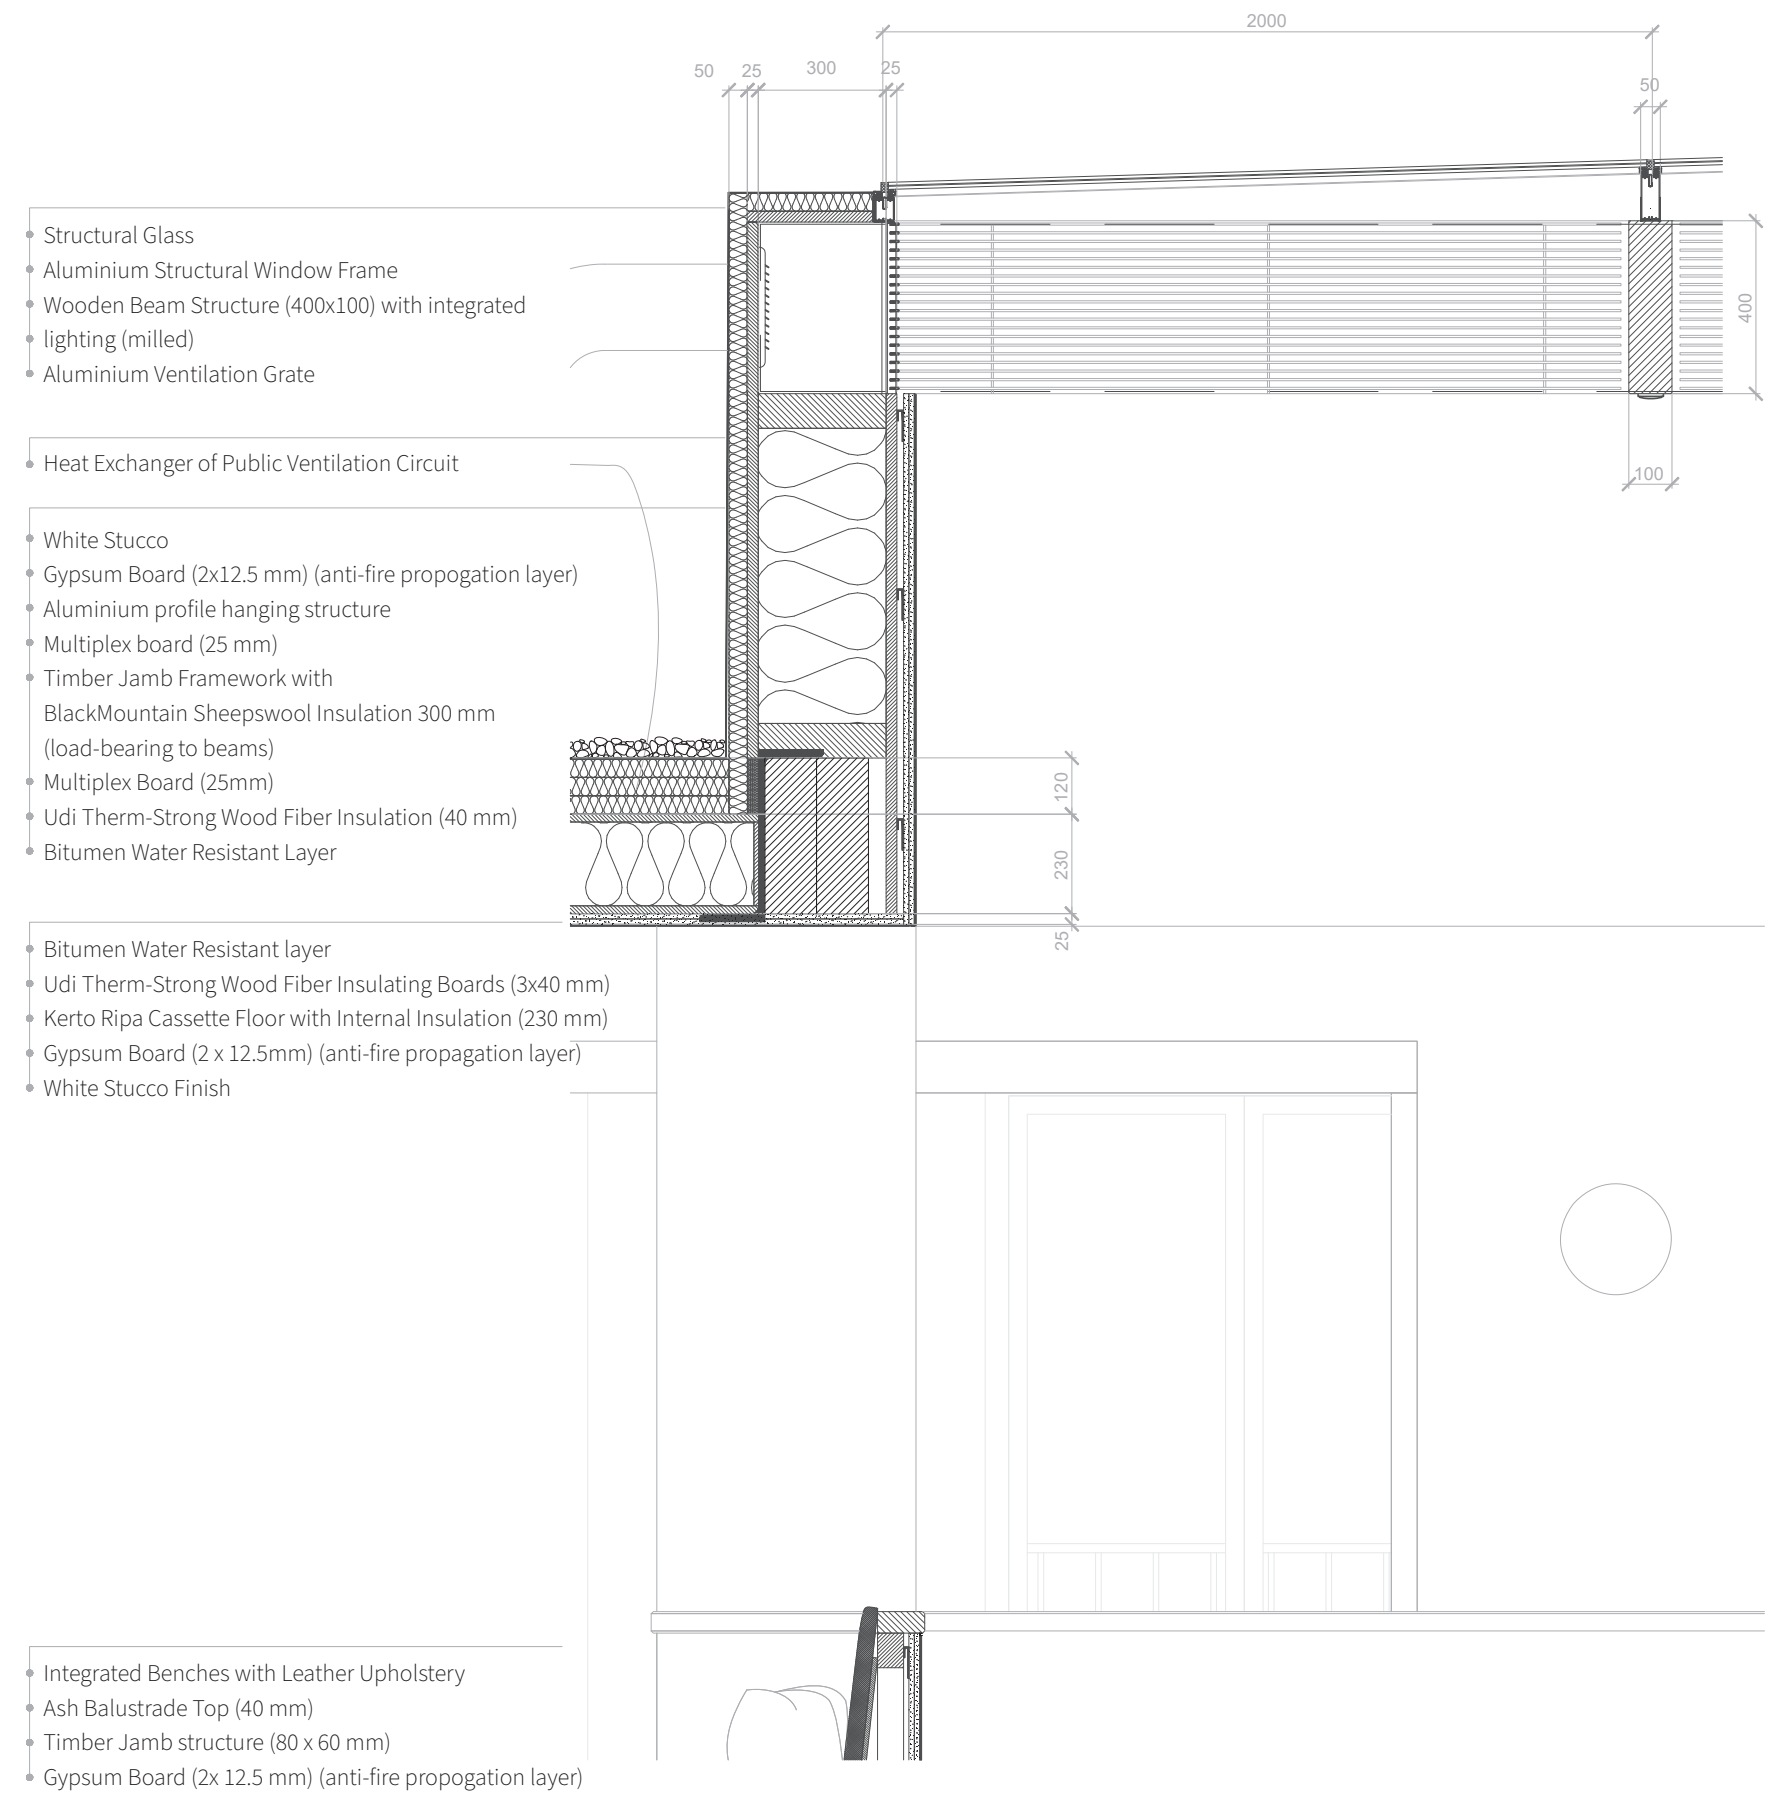 2000
50
25
300
25
50
Structural Glass
Aluminium Structural Window Frame
Wooden Beam Structure (400x100) with integrated
lighting (milled)
Aluminium Ventilation Grate
400
Heat Exchanger of Public Ventilation Circuit
100
White Stucco
Gypsum Board (2x12.5 mm) (anti-fire propogation layer)
Aluminium profile hanging structure
Multiplex board (25 mm)
Timber Jamb Framework with
BlackMountain Sheepswool Insulation 300 mm
(load-bearing to beams)
Multiplex Board (25mm)
Udi Therm-Strong Wood Fiber Insulation (40 mm)
Bitumen Water Resistant Layer
120
230
25
Bitumen Water Resistant layer
Udi Therm-Strong Wood Fiber Insulating Boards (3x40 mm)
Kerto Ripa Cassette Floor with Internal Insulation (230 mm)
Gypsum Board (2 x 12.5mm) (anti-fire propagation layer)
White Stucco Finish
Integrated Benches with Leather Upholstery
Ash Balustrade Top (40 mm)
Timber Jamb structure (80 x 60 mm)
Gypsum Board (2x 12.5 mm) (anti-fire propogation layer)